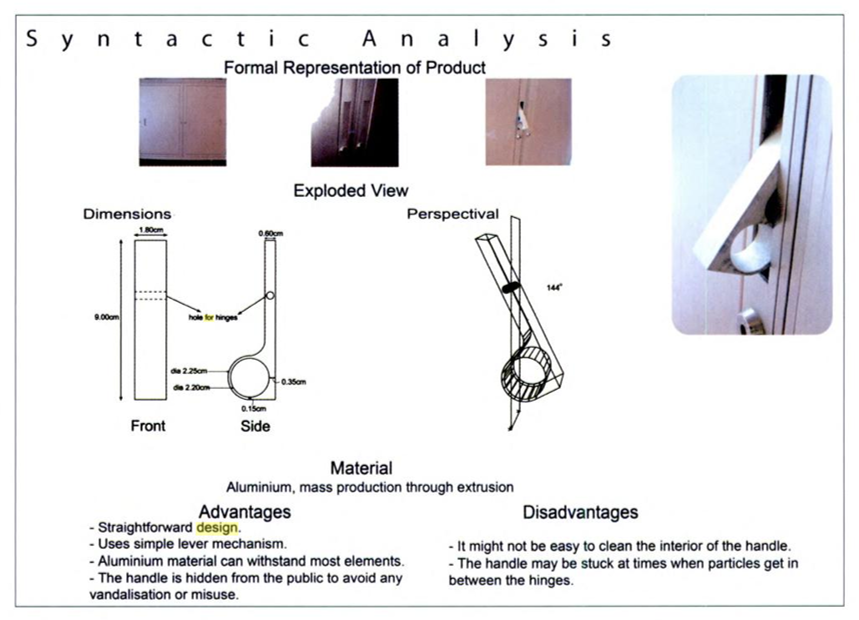 Syntactic Analysis
Formal Representation of Product
Exploded View
Dimensions
Perspectival
1.80cm
0.60cm
9.00cm
hole for hinges
144°
dia 2.25cm
dia 2.20cm
0.35cm
0.15cm
Front
Side
Material
Aluminium, mass production through extrusion
Advantages
- Straightforward design.
- Uses simple lever mechanism.
- Aluminium material can withstand most elements.
- The handle is hidden from the public to avoid any
vandalisation or misuse.
Disadvantages
- It might not be easy to clean the interior of the handle.
- The handle may be stuck at times when particles get in
between the hinges.